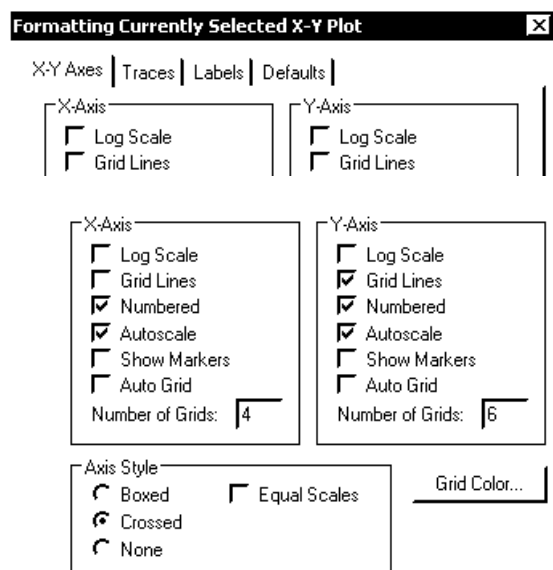 Formatting Currently Selected X-Y Plot
X-Y Axes Traces Labels Defaults
X-Axis Y-Axis
Log Scale Log Scale
Grid Lines Grid Lines
X-Axis Y-Axis
Log Scale Log Scale
Grid Lines Grid Lines
Numbered Numbered
Autoscale Autoscale
Show Markers Show Markers
Auto Grid Auto Grid
Number of Grids: 4 Number of Grids: 6
Axis Style
Boxed Equal Scales Grid Color...
Crossed
None